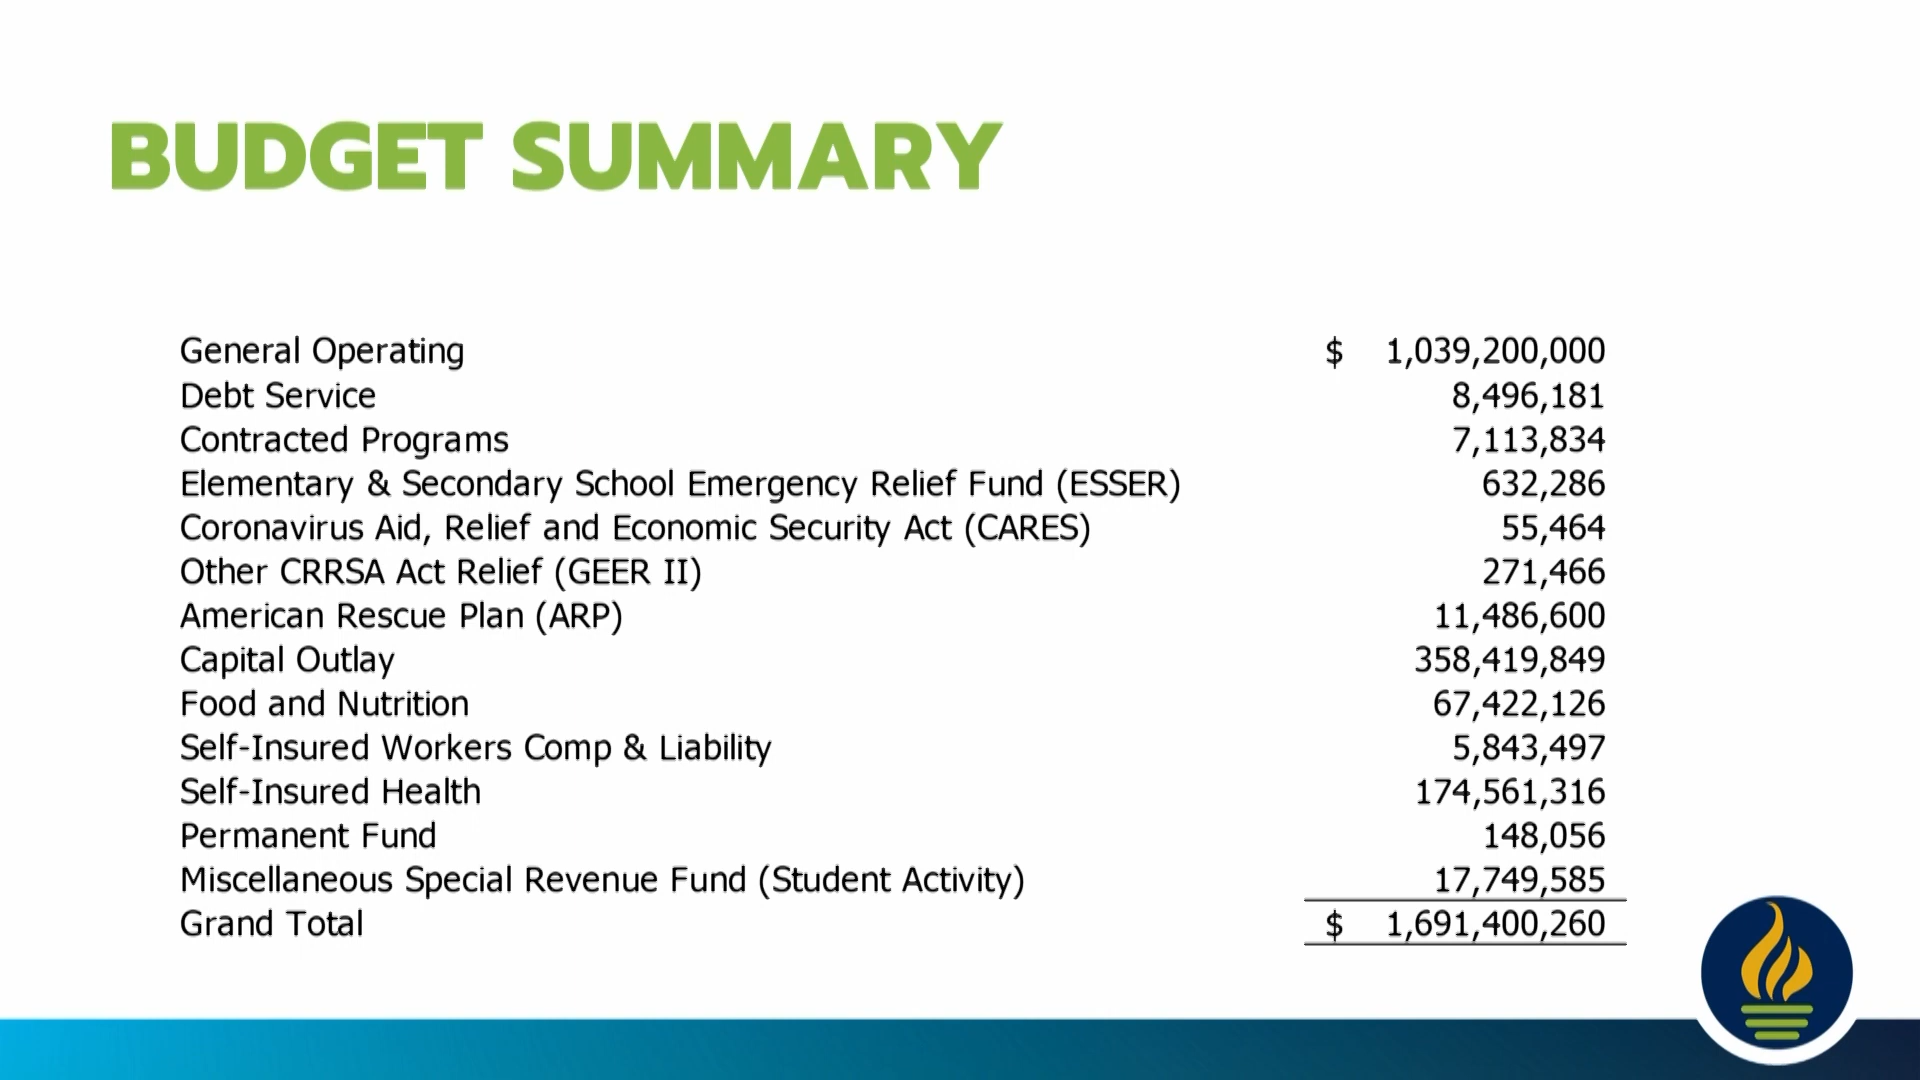 BUDGET SUMMARY
General Operating $ 1,039,200,000
Debt Service 8,496,181
Contracted Programs 7,113,834
Elementary & Secondary School Emergency Relief Fund (ESSER) 632,286
Coronavirus Aid, Relief and Economic Security Act (CARES) 55,464
Other CRRSA Act Relief (GEER II) 271,466
American Rescue Plan (ARP) 11,486,600
Capital Outlay 358,419,849
Food and Nutrition 67,422,126
Self-Insured Workers Comp & Liability 5,843,497
Self-Insured Health 174,561,316
Permanent Fund 148,056
Miscellaneous Special Revenue Fund (Student Activity) 17,749,585
Grand Total $ 1,691,400,260